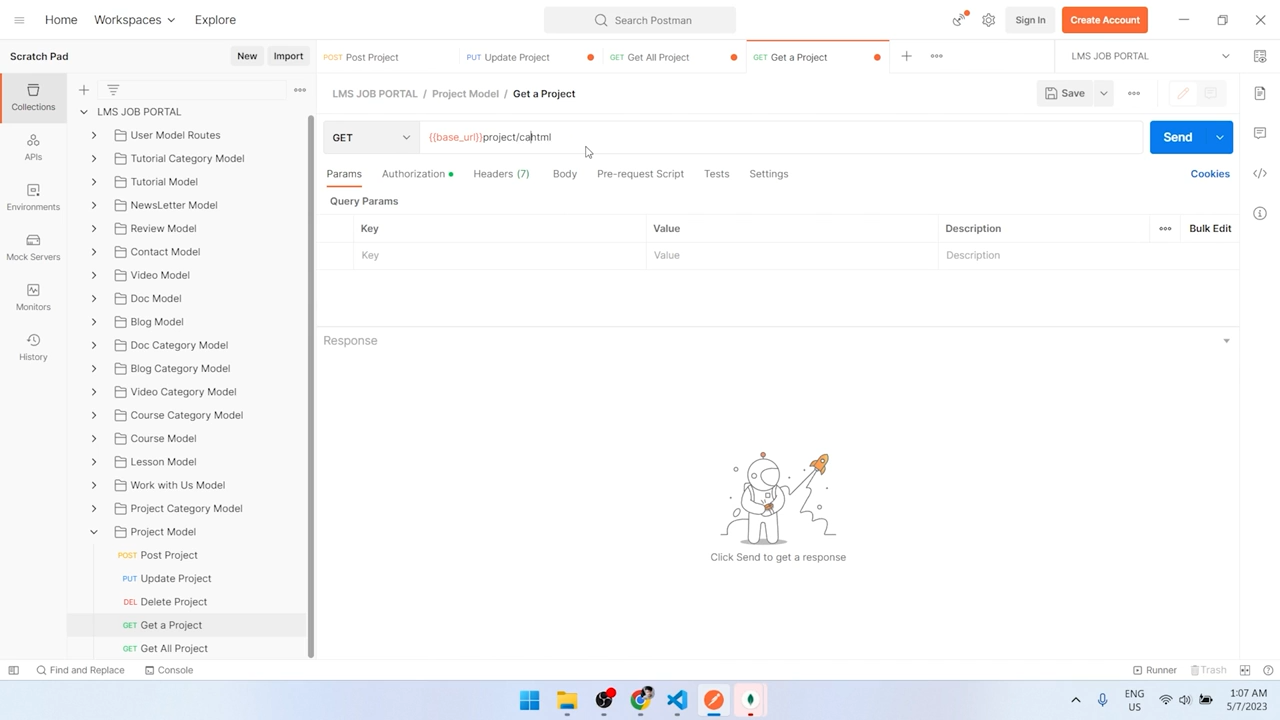 Home
Workspaces
Explore
Search Postman
Sign In
Create Account
Scratch Pad
New
Import
POST Post Project
PUT Update Project
GET Get All Project
GET Get a Project
LMS JOB PORTAL
Collections
APIs
Environments
Mock Servers
Monitors
History
LMS JOB PORTAL
User Model Routes
Tutorial Category Model
Tutorial Model
NewsLetter Model
Review Model
Contact Model
Video Model
Doc Model
Blog Model
Doc Category Model
Blog Category Model
Video Category Model
Course Category Model
Course Model
Lesson Model
Work with Us Model
Project Category Model
Project Model
POST Post Project
PUT Update Project
DEL Delete Project
GET Get a Project
GET Get All Project
LMS JOB PORTAL / Project Model / Get a Project
Save
GET
{{base_url}}project/cahtml
Send
Params
Authorization
Headers (7)
Body
Pre-request Script
Tests
Settings
Cookies
Query Params
Key
Value
Description
Bulk Edit
Key
Value
Description
Response
Click Send to get a response
Find and Replace
Console
Runner
Trash
ENG
US
1:07 AM
5/7/2023